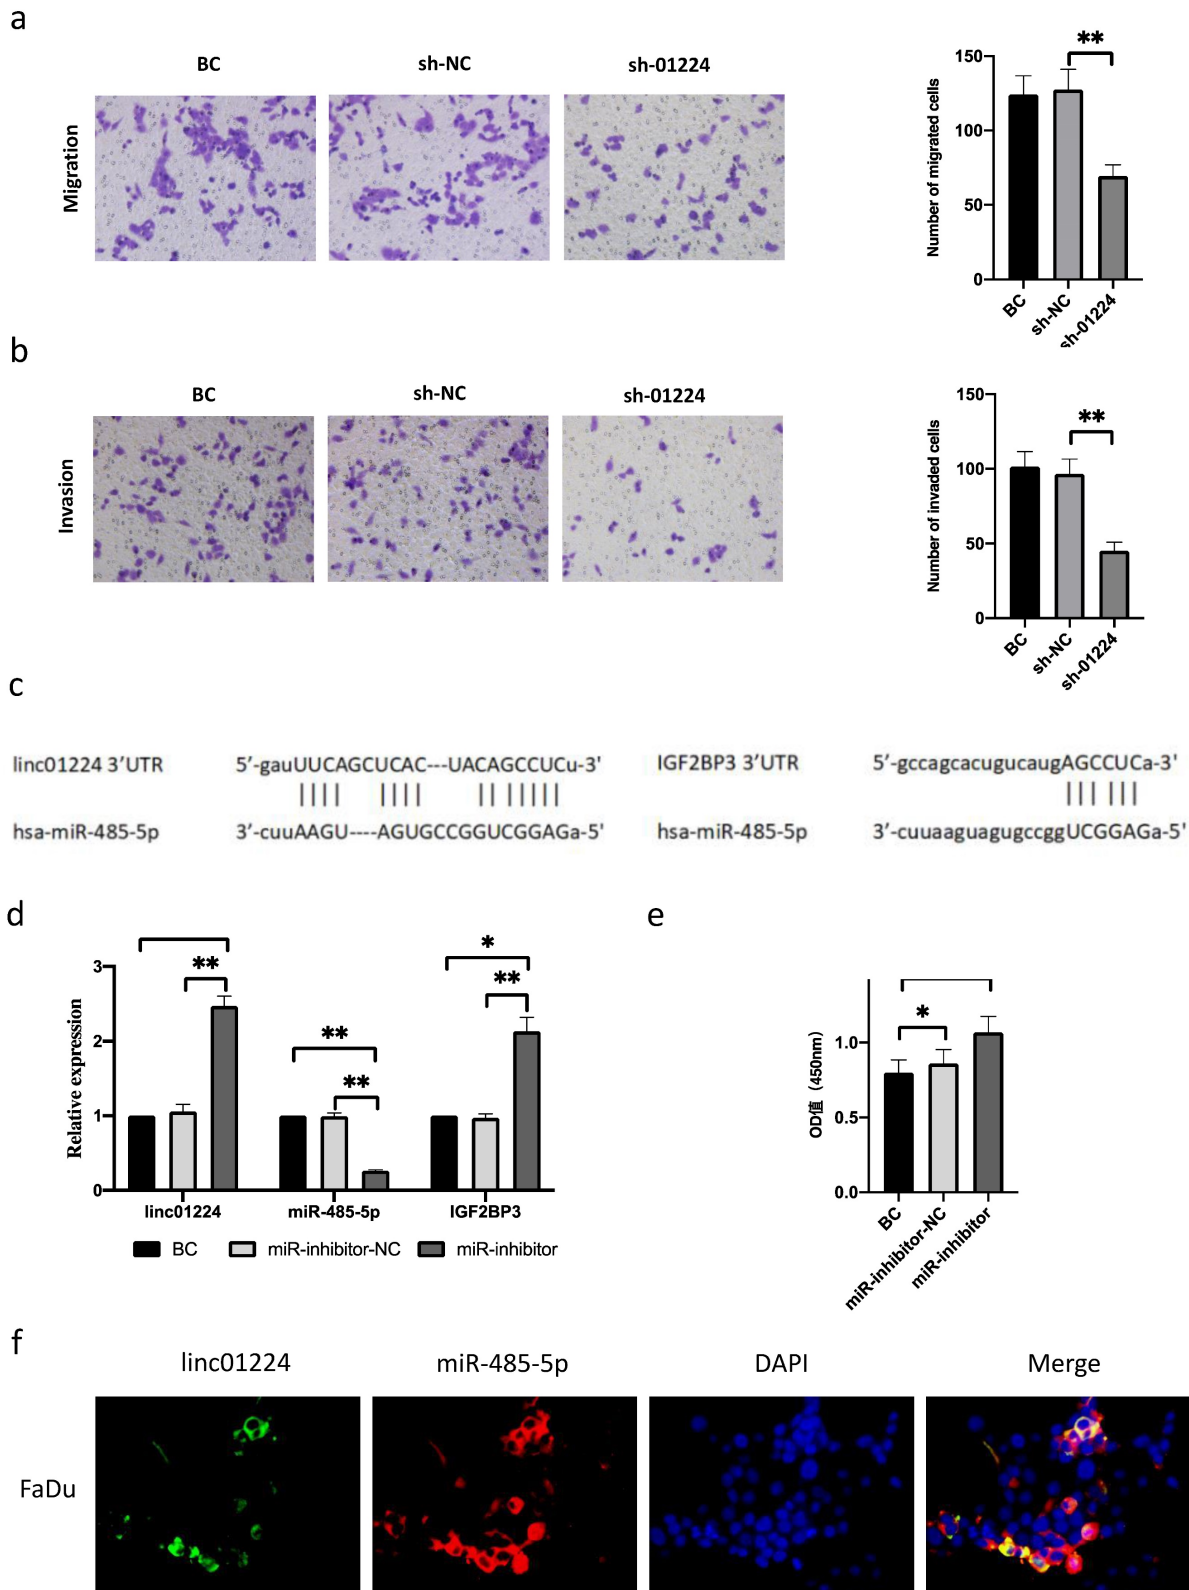 a
BC
sh-NC
sh-01224
Migration
**
150
100
50
0
Number of migrated cells
BC
sh-NC
sh-01224
b
BC
sh-NC
sh-01224
Invasion
**
150
100
50
0
Number of invaded cells
BC
sh-NC
sh-01224
c
linc01224 3'UTR
5'-gauUUCAGCUCAC---UACAGCCUCu-3'
hsa-miR-485-5p
3'-cuuAAGU----AGUGCCGGUCGGAGa-5'
IGF2BP3 3'UTR
5'-gccagcacugucaugAGCCUCa-3'
hsa-miR-485-5p
3'-cuuaaguagugccggUCGGAGa-5'
d
Relative expression
3
2
1
0
**
**
**
*
**
linc01224
miR-485-5p
IGF2BP3
BC
miR-inhibitor-NC
miR-inhibitor
e
OD值 (450nm)
1.0
0.5
0.0
*
BC
miR-inhibitor-NC
miR-inhibitor
f
linc01224
miR-485-5p
DAPI
Merge
FaDu